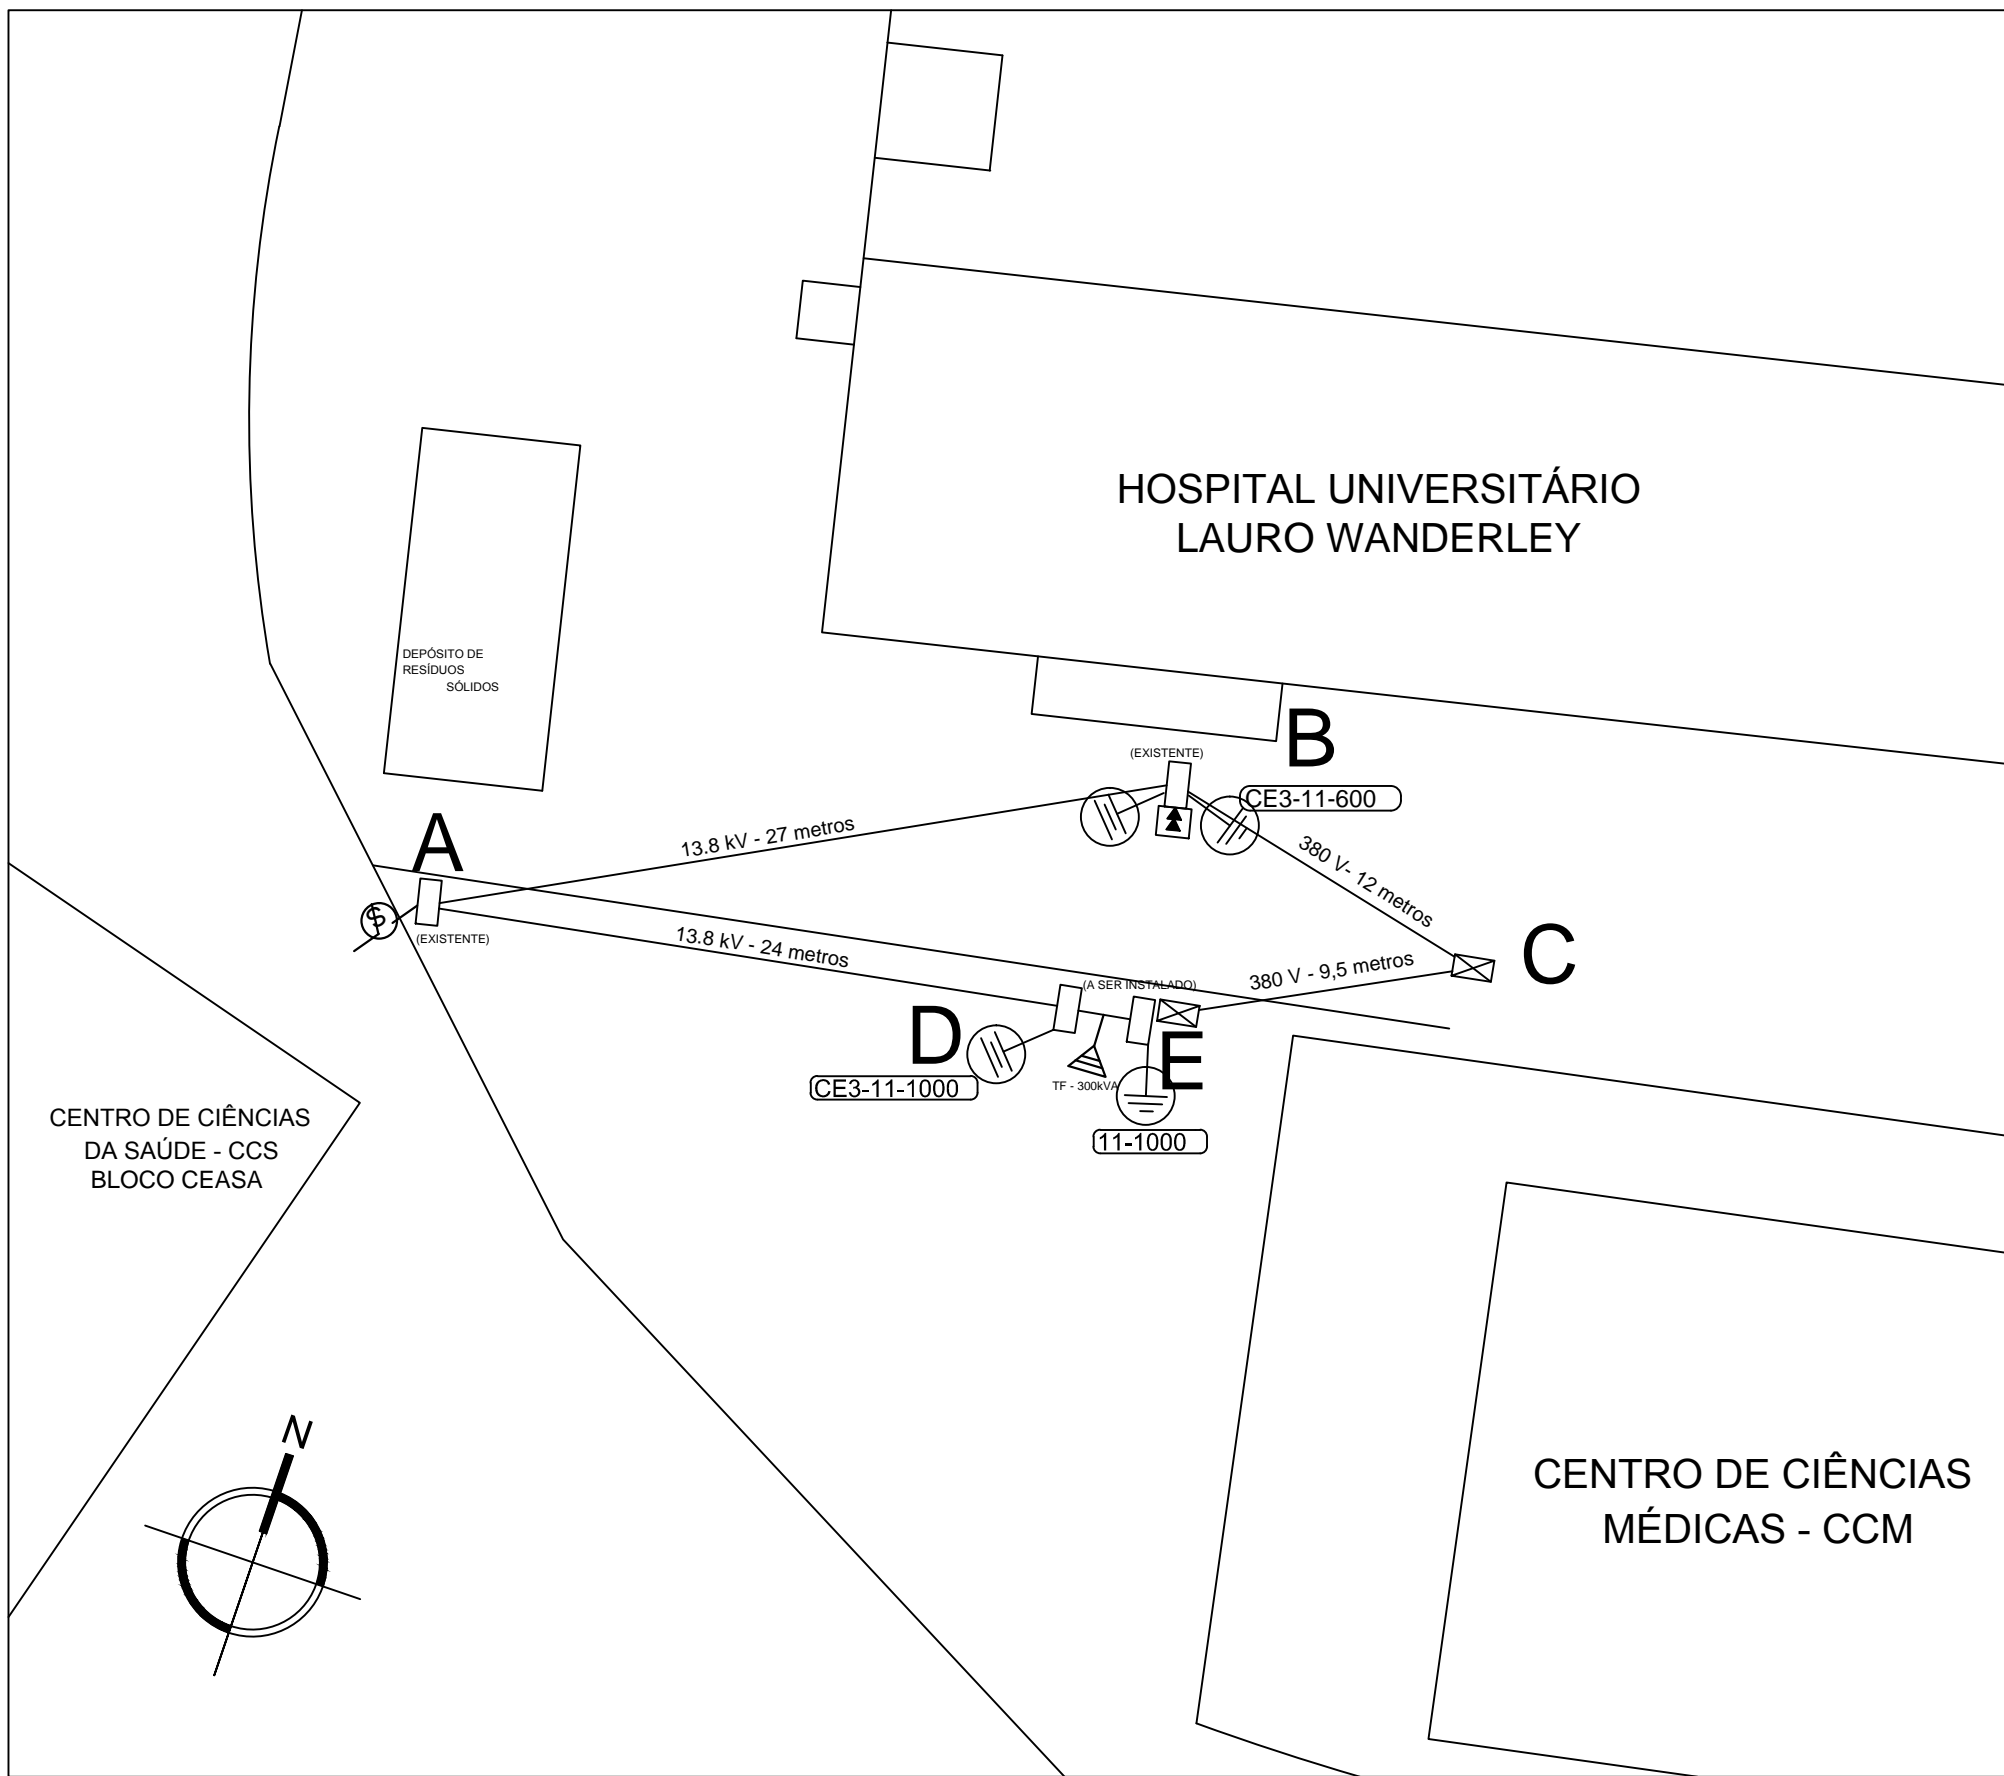 HOSPITAL UNIVERSITÁRIO
LAURO WANDERLEY
DEPÓSITO DE
RESÍDUOS
SÓLIDOS
B
(EXISTENTE)
CE3-11-600
A
13.8 kV - 27 metros
380 V- 12 metros
$
(EXISTENTE)
13.8 kV - 24 metros
C
380 V - 9,5 metros
(A SER INSTALADO)
D
E
CE3-11-1000
TF - 300kVA
11-1000
CENTRO DE CIÊNCIAS
DA SAÚDE - CCS
BLOCO CEASA
N
CENTRO DE CIÊNCIAS
MÉDICAS - CCM